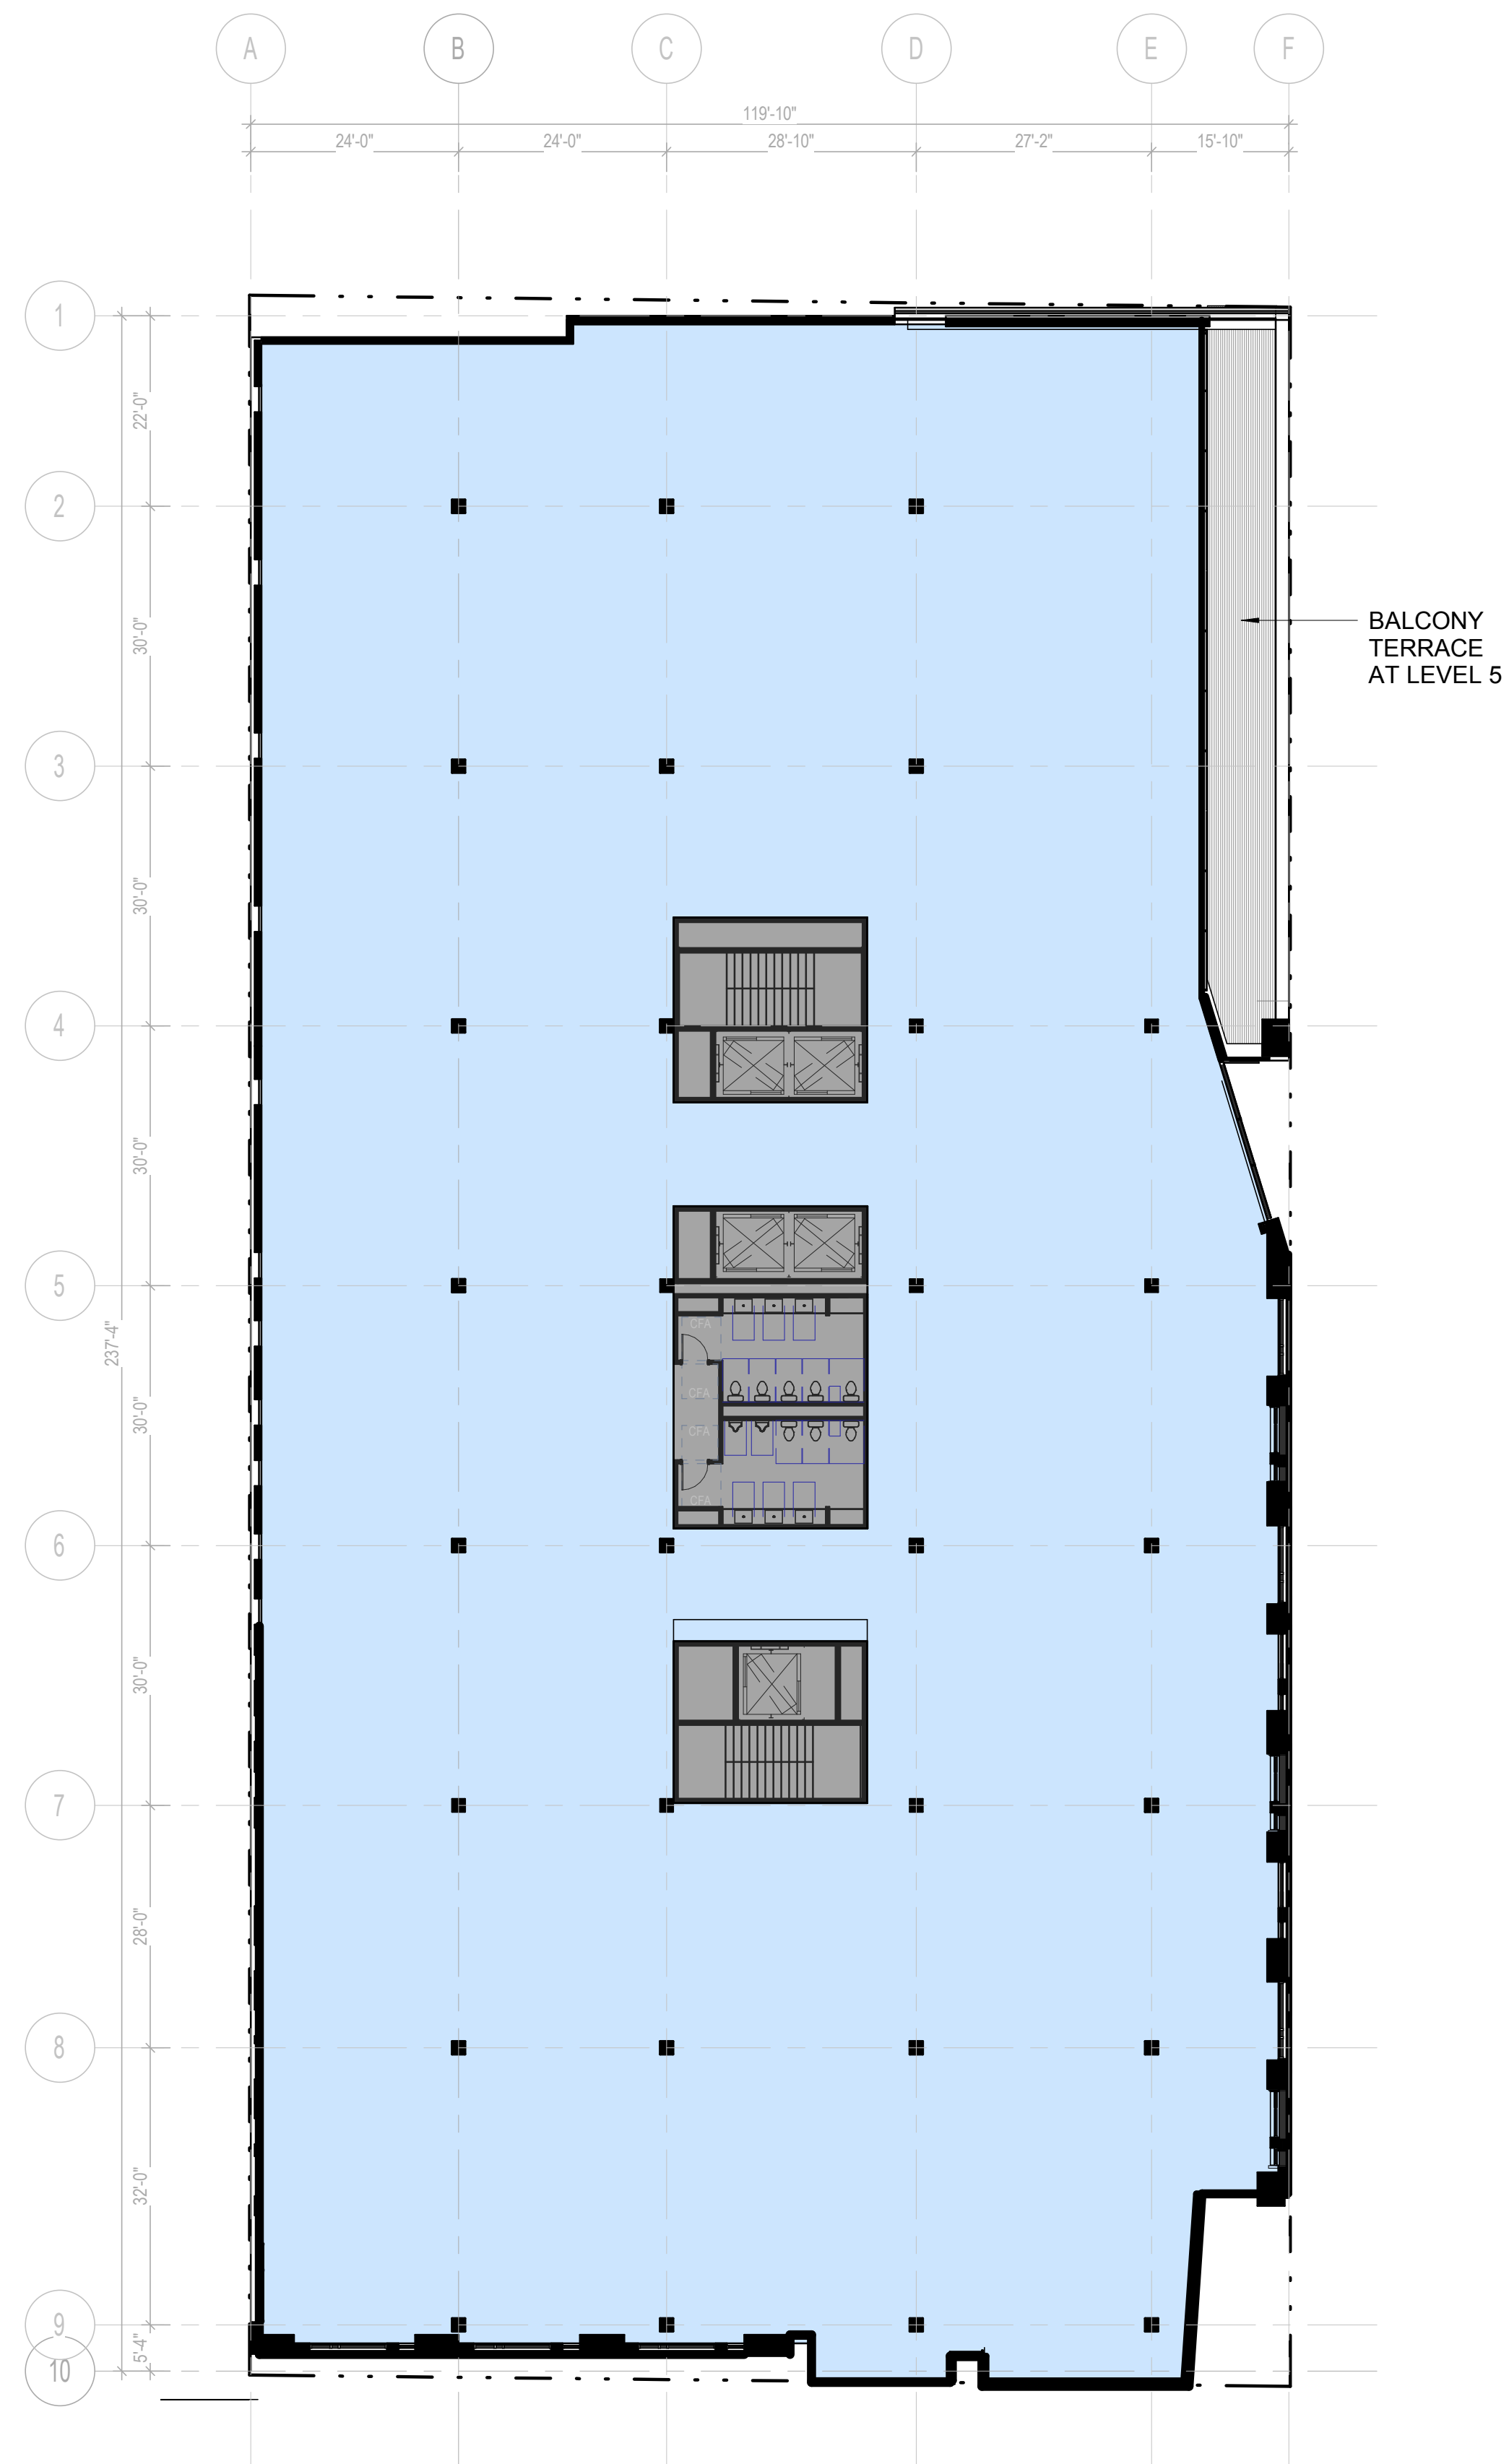 A
B
C
D
E
F
119'-10"
24'-0"
24'-0"
28'-10"
27'-2"
15'-10"
1
22'-0"
2
30'-0"
BALCONY
TERRACE
AT LEVEL 5
3
30'-0"
4
30'-0"
5
237'-4"
CFA
30'-0"
CFA
CFA
CFA
6
30'-0"
7
28'-0"
8
32'-0"
9
5'-4"
10